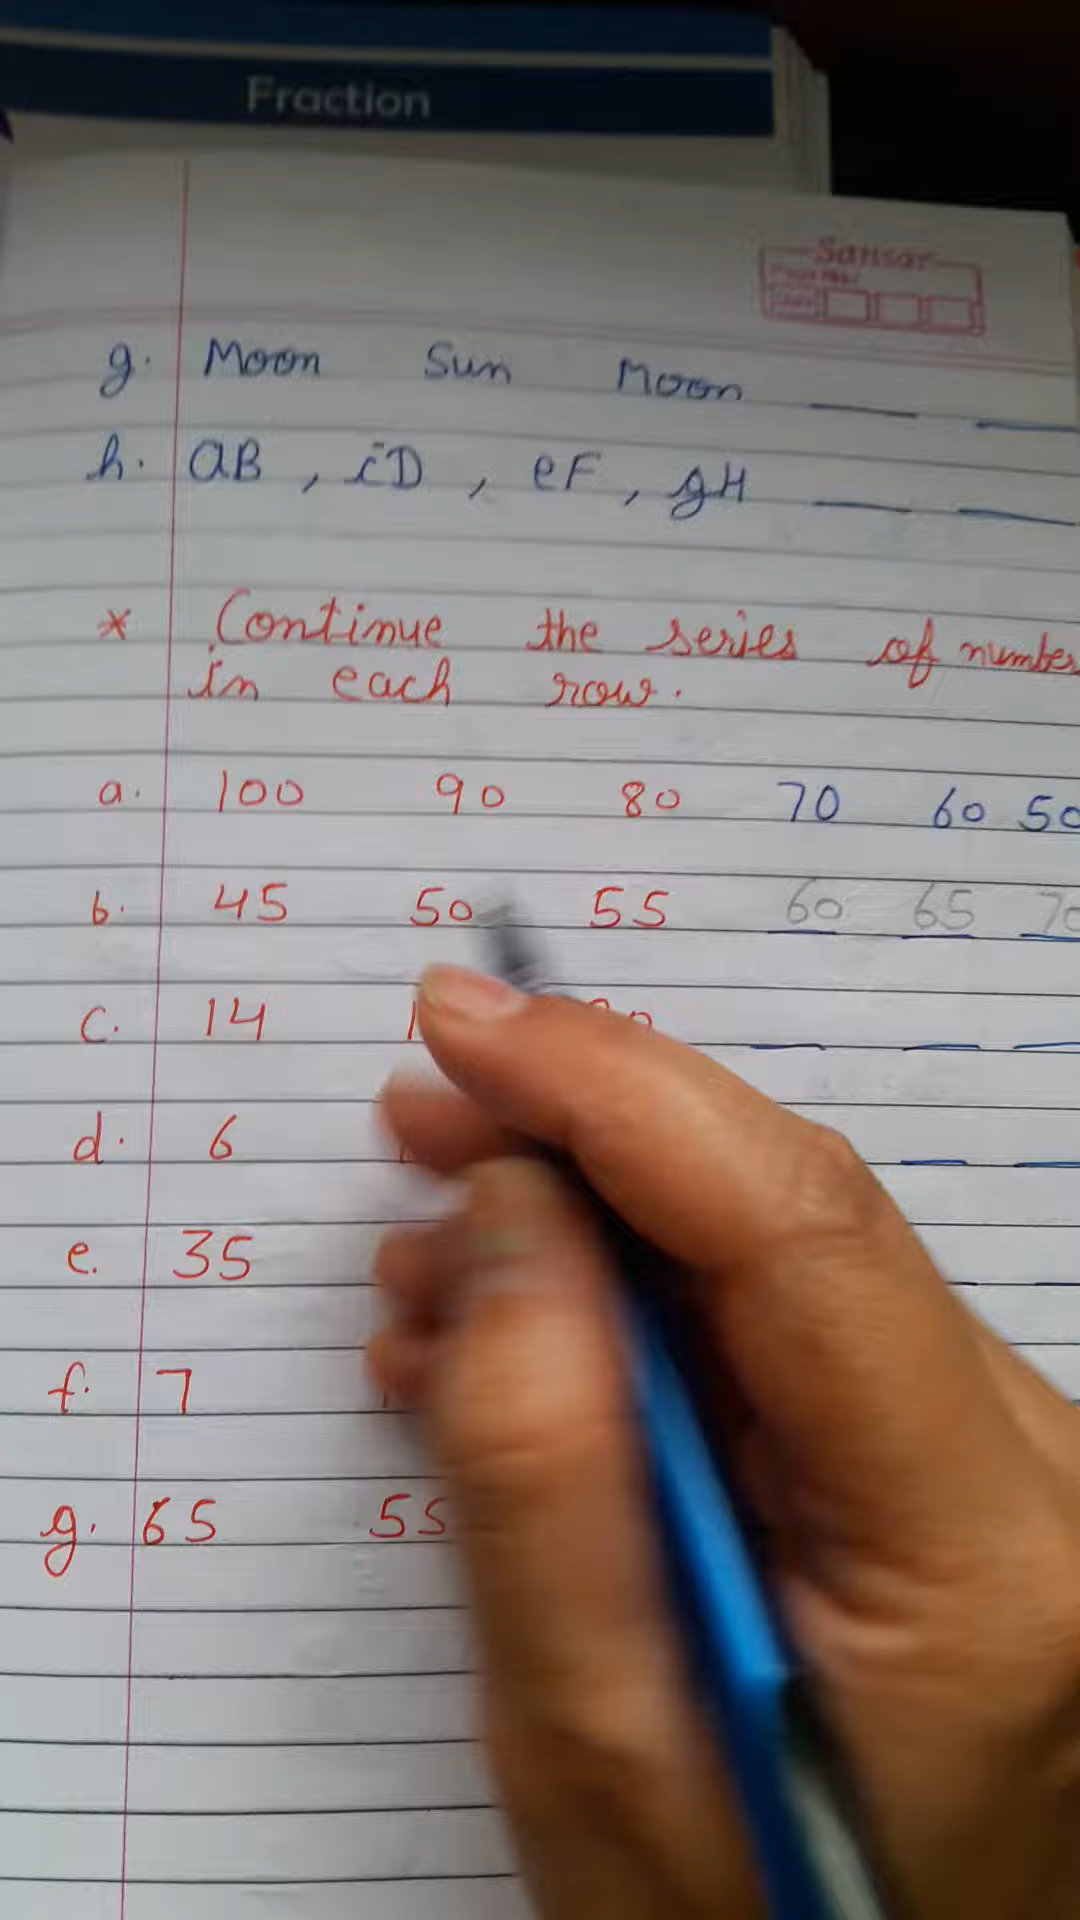 Fraction
Sansar
g. Moon Sun Moon
h. aB , cD , eF , gH
* Continue the series of number
in each row.
a. 100 90 80 70 60 50
b. 45 50 55 60 65 70
c. 14
d. 6
e. 35
f. 7
g. 65 55